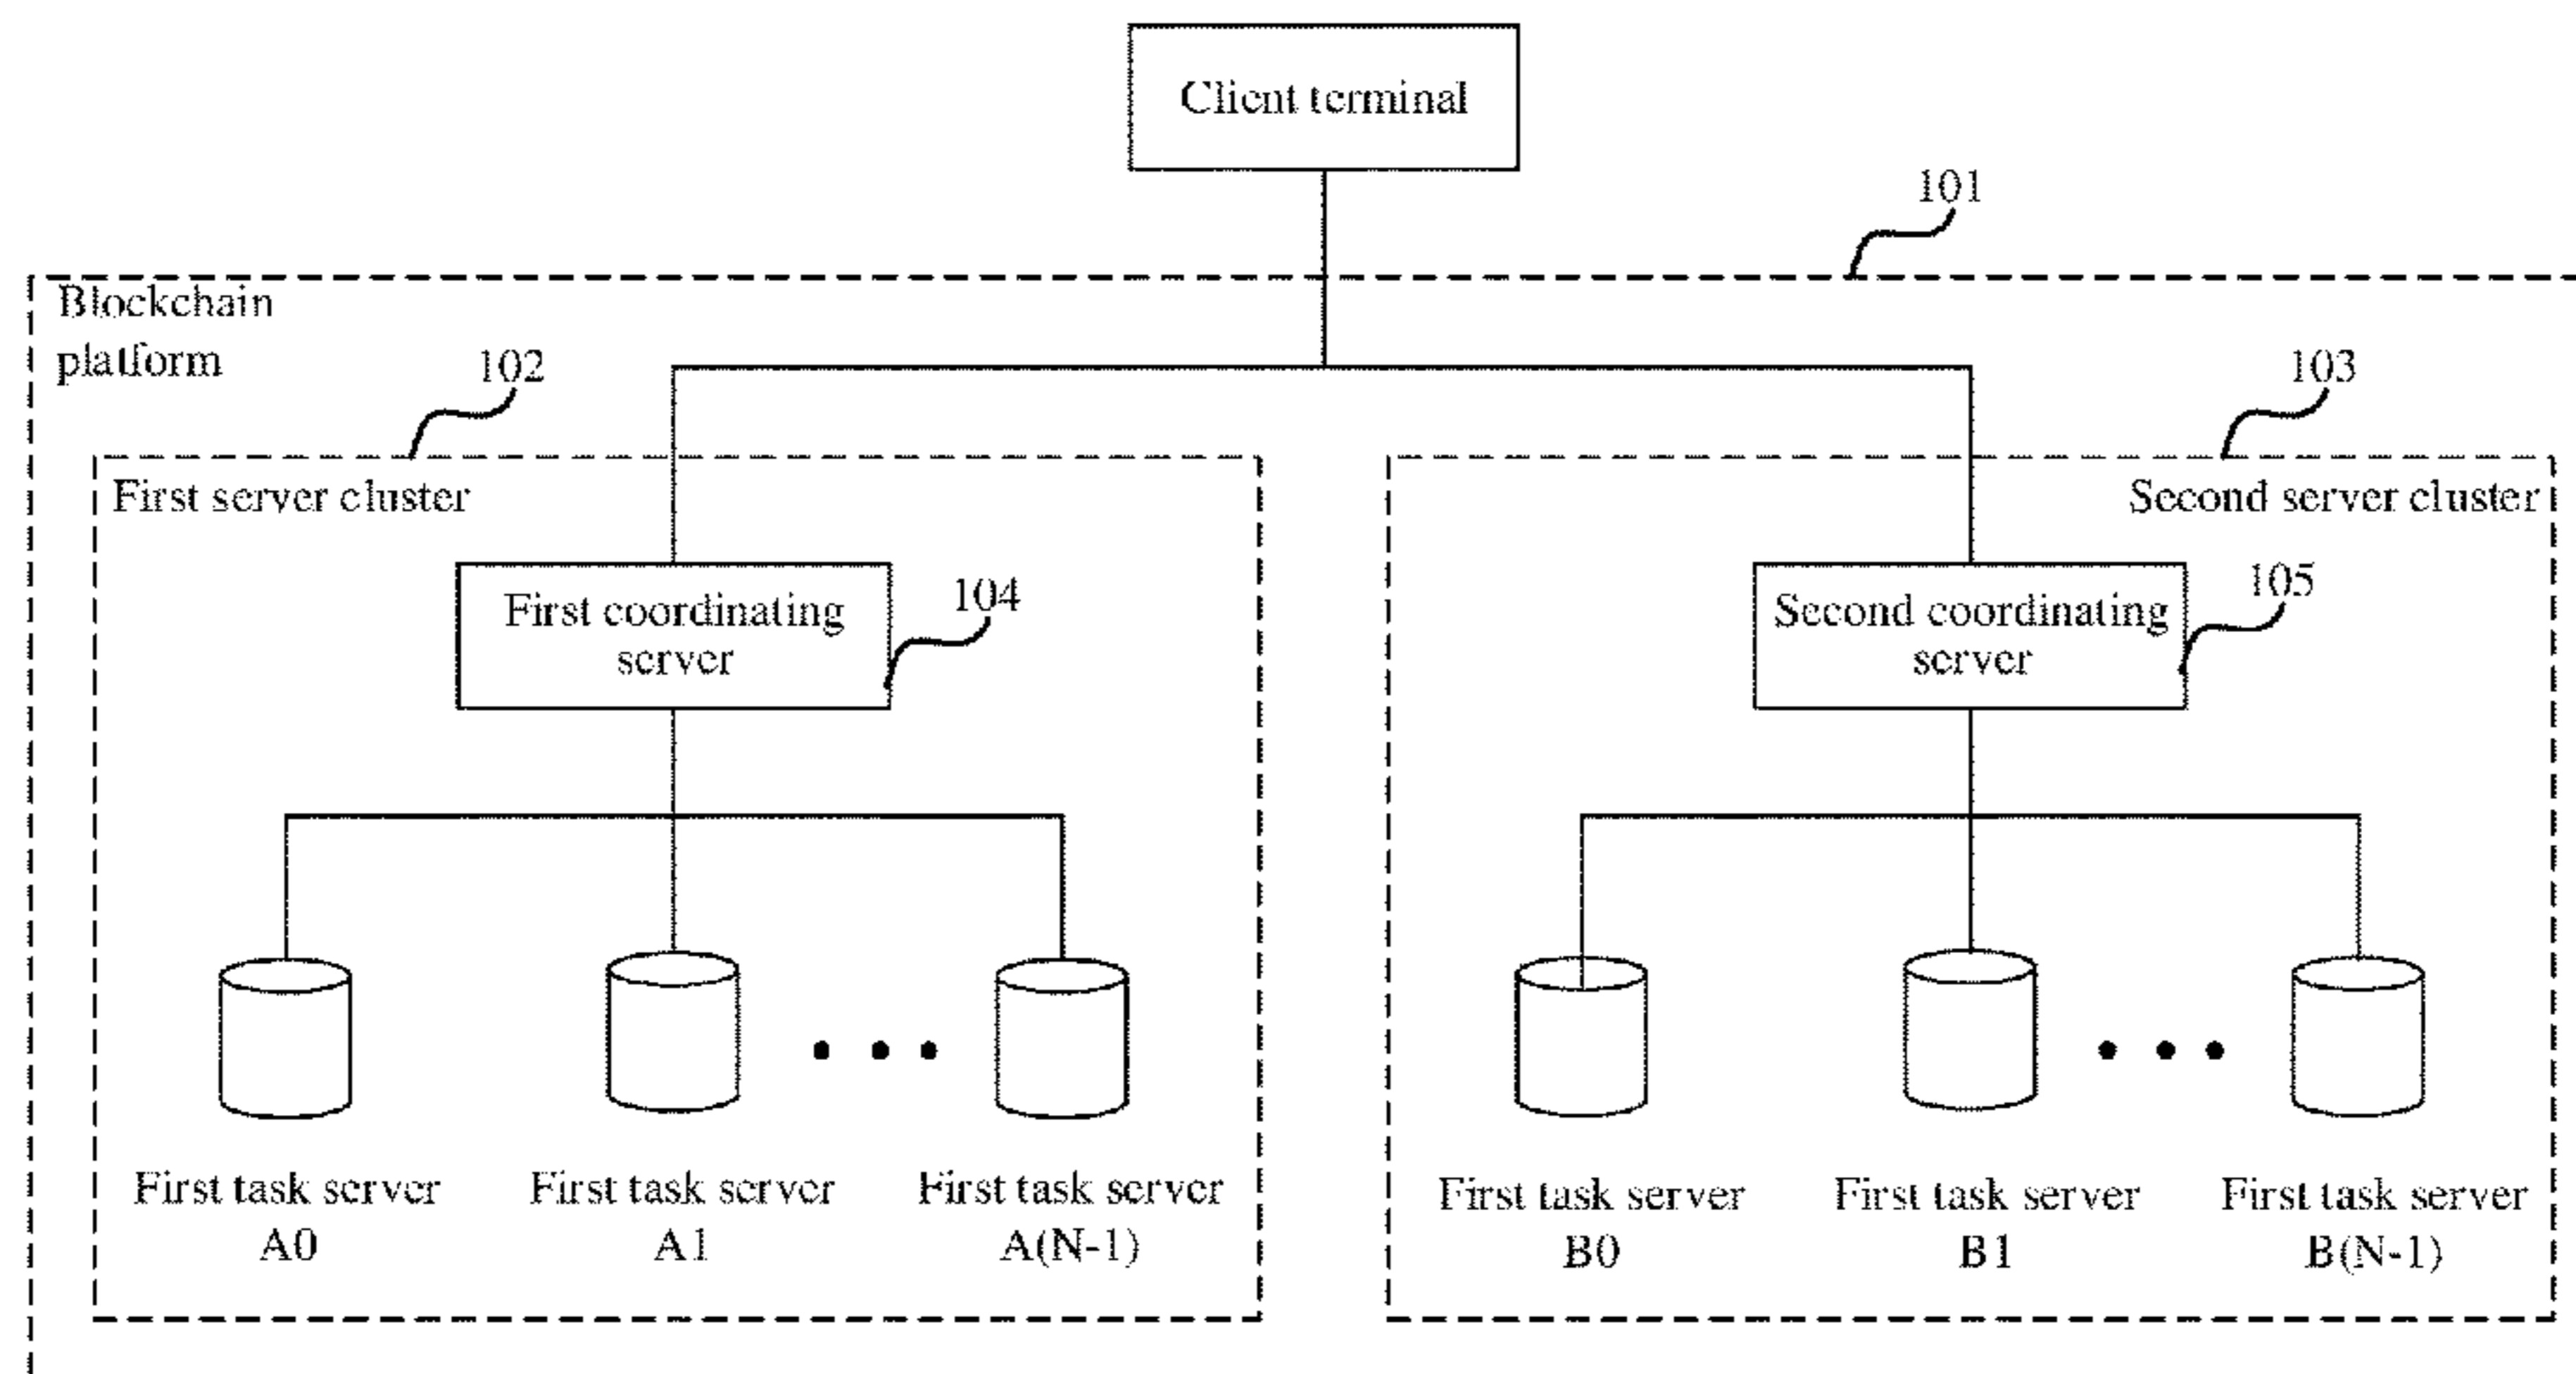 Client terminal
101
Blockchain
platform
102
103
First server cluster
Second server cluster
First coordinating
server
104
Second coordinating
server
105
First task server
A0
First task server
A1
First task server
A(N-1)
First task server
B0
First task server
B1
First task server
B(N-1)